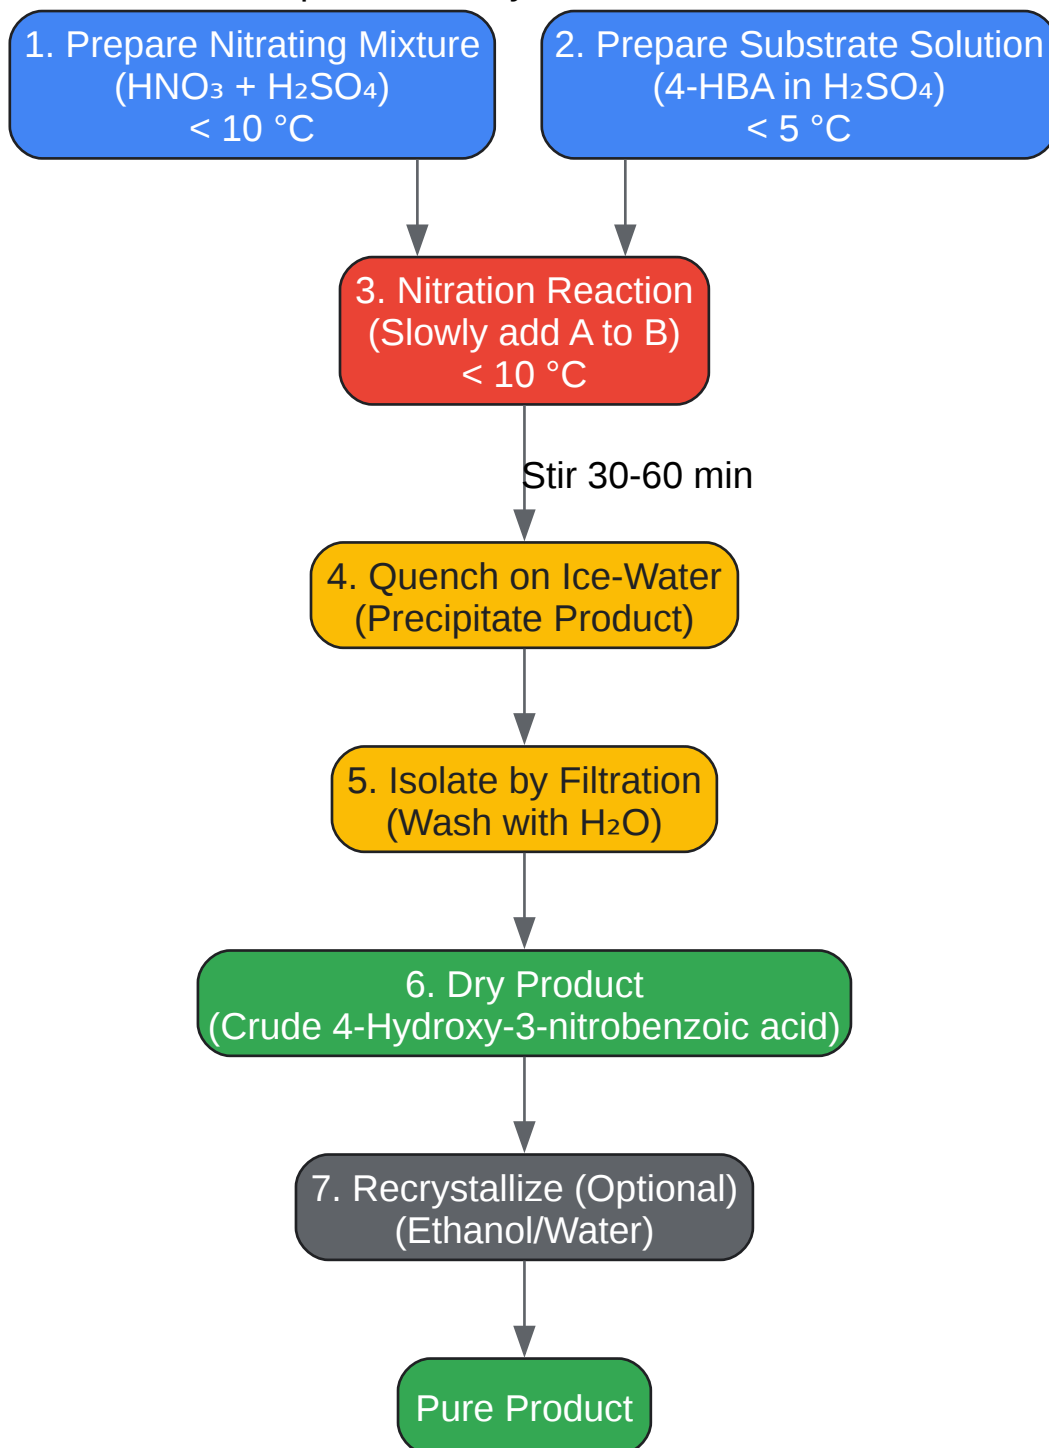 1. Prepare Nitrating Mixture
(HNO₃ + H₂SO₄)
< 10 °C
2. Prepare Substrate Solution
(4-HBA in H₂SO₄)
< 5 °C
3. Nitration Reaction
(Slowly add A to B)
< 10 °C
Stir 30-60 min
4. Quench on Ice-Water
(Precipitate Product)
5. Isolate by Filtration
(Wash with H₂O)
6. Dry Product
(Crude 4-Hydroxy-3-nitrobenzoic acid)
7. Recrystallize (Optional)
(Ethanol/Water)
Pure Product